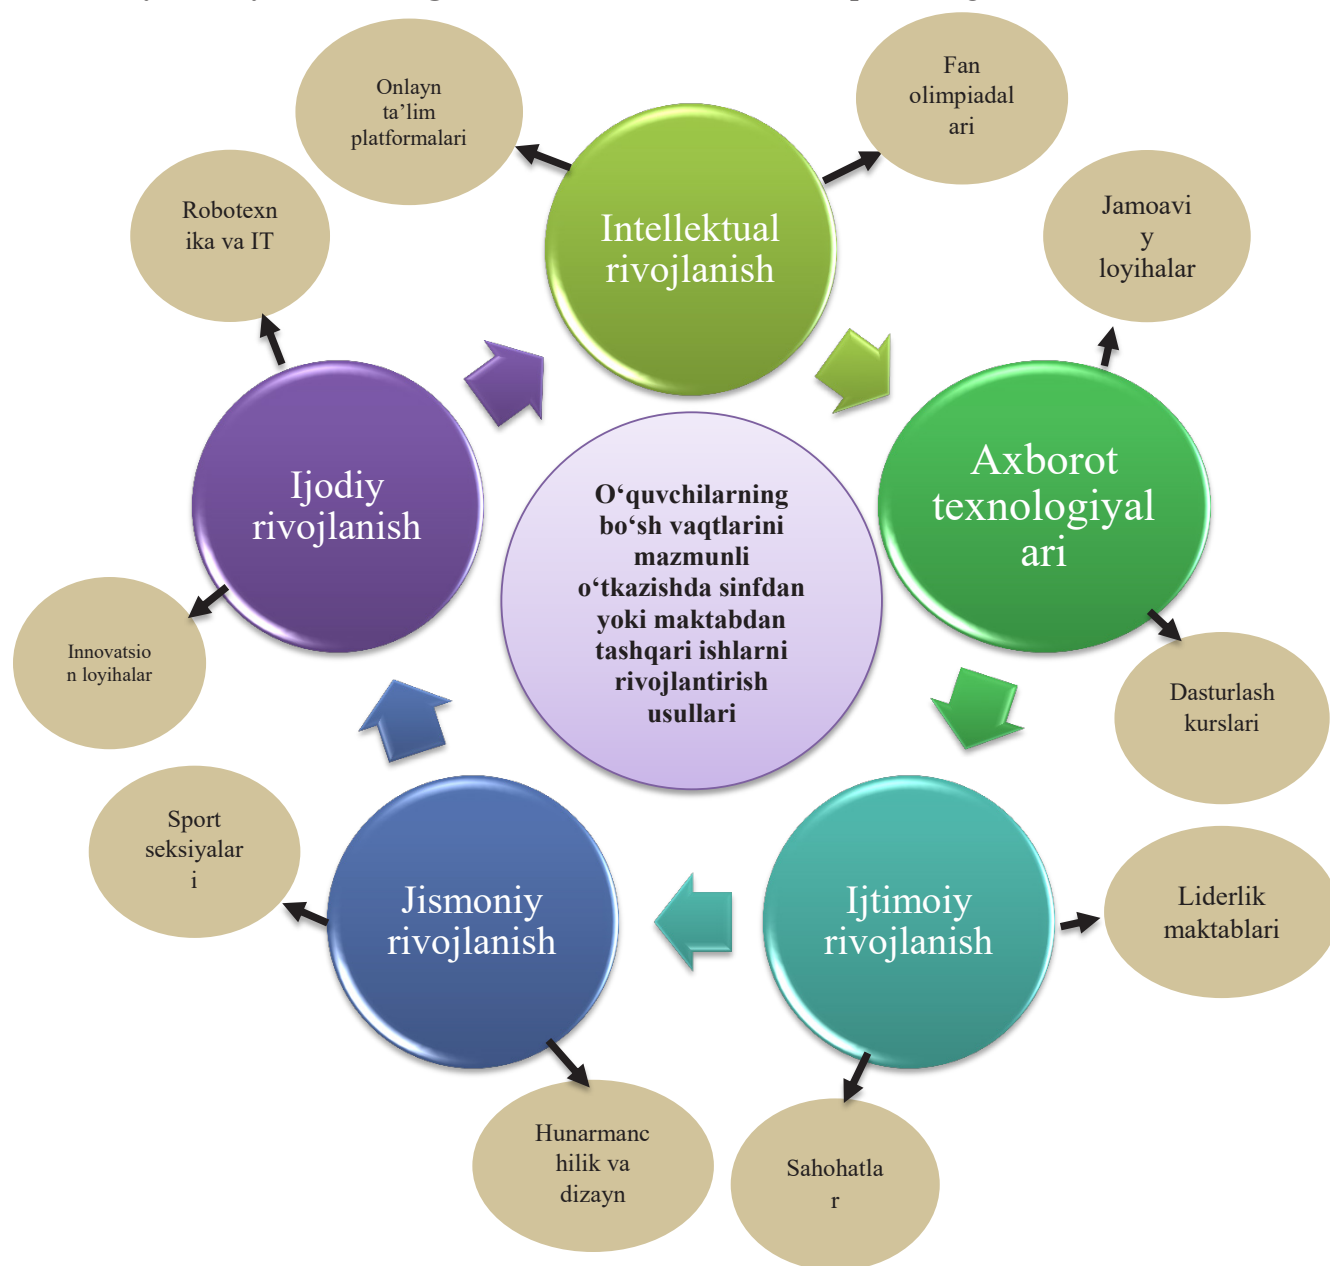 Onlayn
ta’lim
platformalari
Fan
olimpiadal
ari
Robotexn
ika va IT
Intellektual
rivojlanish
Jamoavi
y
loyihalar
Ijodiy
rivojlanish
Axborot
texnologiyal
ari
O‘quvchilarning
bo‘sh vaqtlarini
mazmunli
o‘tkazishda sinfdan
yoki maktabdan
tashqari ishlarni
rivojlantirish
usullari
Innovatsio
n loyihalar
Dasturlash
kurslari
Sport
seksiyalar
i
Jismoniy
rivojlanish
Ijtimoiy
rivojlanish
Liderlik
maktablari
Hunarmanc
hilik va
dizayn
Sahohatla
r